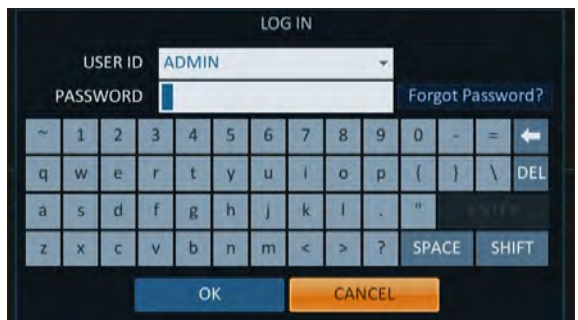 LOG IN
USER ID ADMIN
PASSWORD Forgot Password?
~ 1 2 3 4 5 6 7 8 9 0 - =
q w e r t y u i o p { } \ DEL
a s d f g h j k l . " ENTER
z x c v b n m < > ? SPACE SHIFT
OK CANCEL